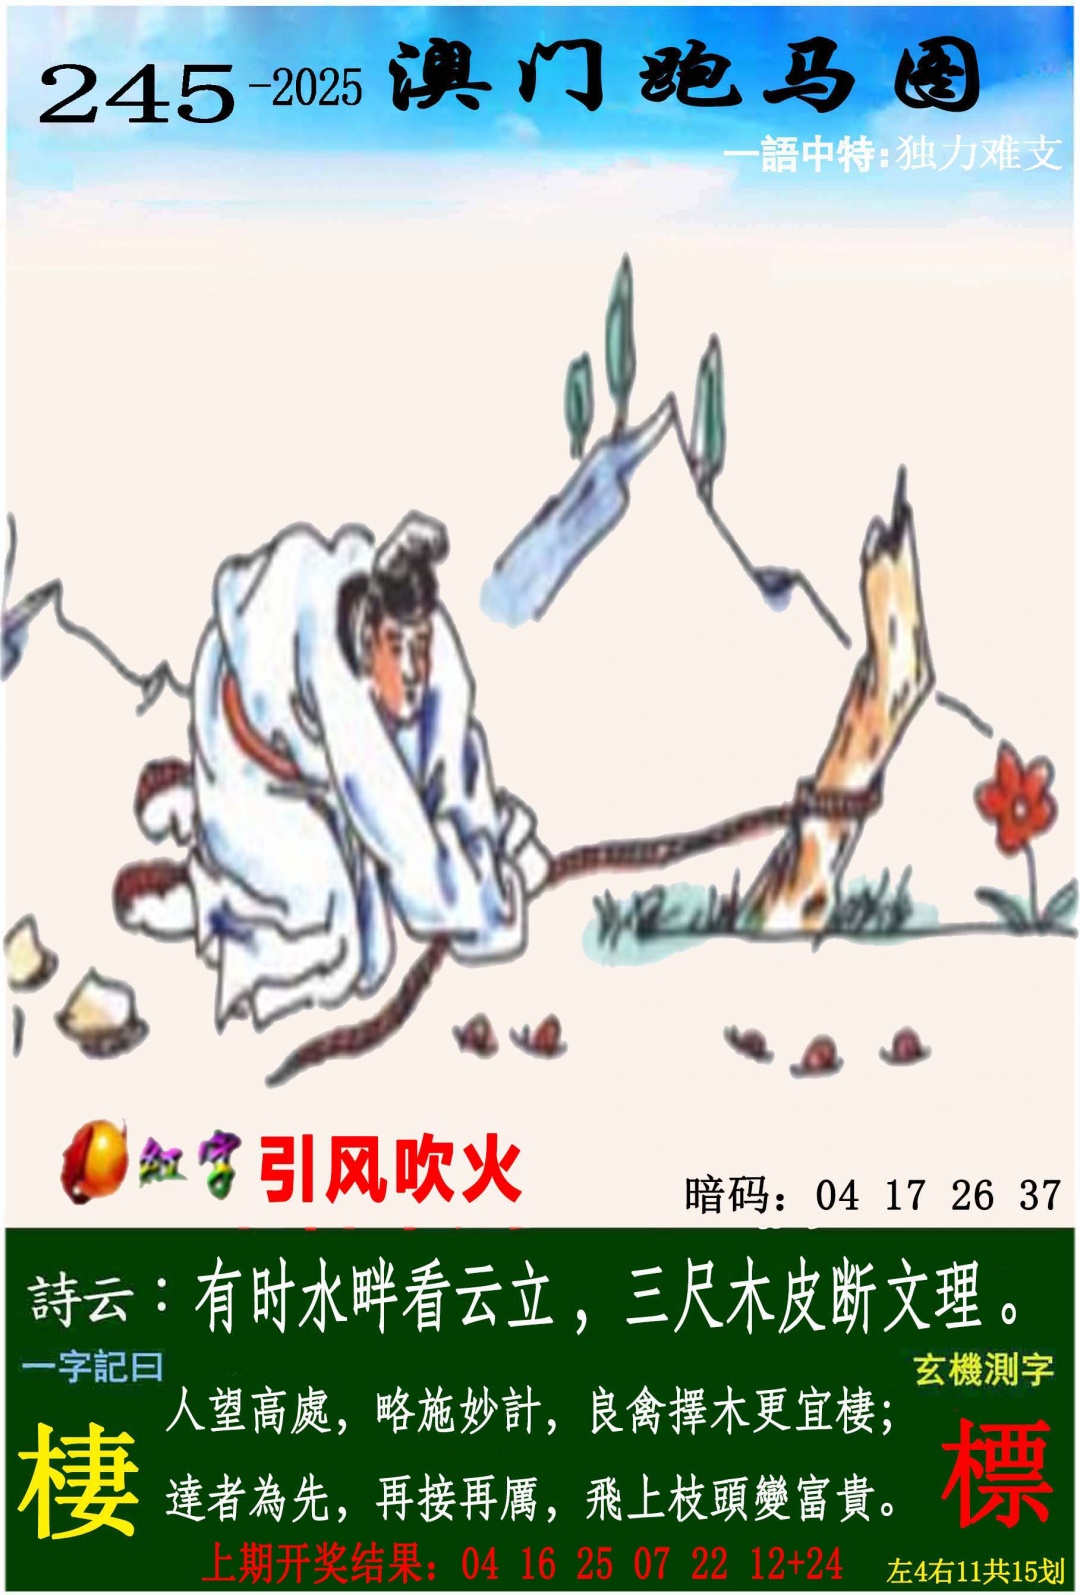 245-2025 澳门跑马图
一語中特:独力难支
红字 引风吹火
暗码：04 17 26 37
詩云：有时水畔看云立，三尺木皮断文理。
一字記曰
玄機測字
棲
標
人望高處，略施妙計，良禽擇木更宜棲；
達者為先，再接再厲，飛上枝頭變富貴。
上期开奖结果：04 16 25 07 22 12+24
左4右11共15划